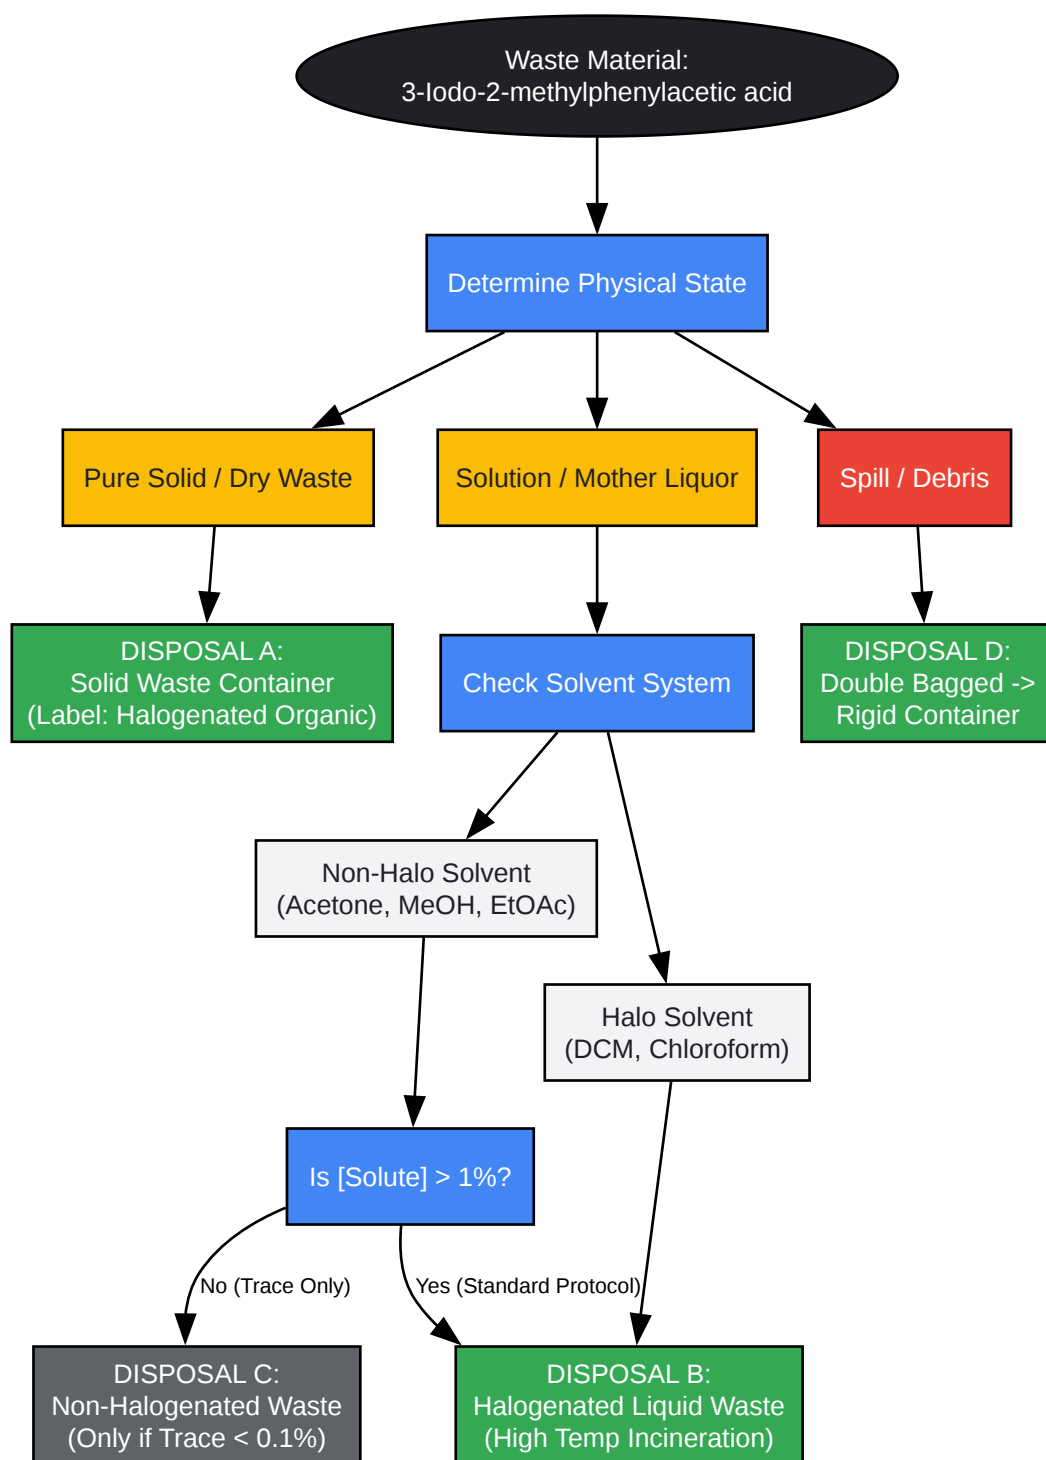 Waste Material:
3-Iodo-2-methylphenylacetic acid
Determine Physical State
Pure Solid / Dry Waste
Solution / Mother Liquor
Spill / Debris
DISPOSAL A:
Solid Waste Container
(Label: Halogenated Organic)
Check Solvent System
DISPOSAL D:
Double Bagged ->
Rigid Container
Non-Halo Solvent
(Acetone, MeOH, EtOAc)
Halo Solvent
(DCM, Chloroform)
Is [Solute] > 1%?
No (Trace Only)
Yes (Standard Protocol)
DISPOSAL C:
Non-Halogenated Waste
(Only if Trace < 0.1%)
DISPOSAL B:
Halogenated Liquid Waste
(High Temp Incineration)